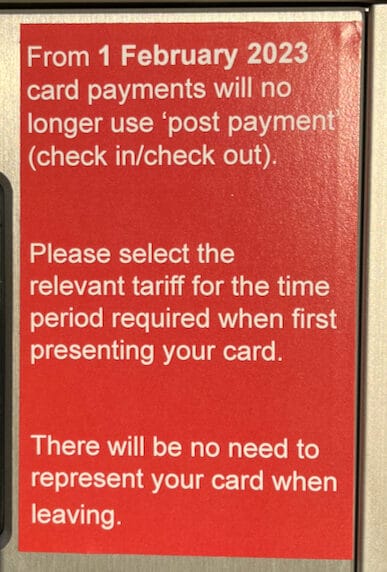 From 1 February 2023
card payments will no
longer use ‘post payment’
(check in/check out).
Please select the
relevant tariff for the time
period required when first
presenting your card.
There will be no need to
represent your card when
leaving.